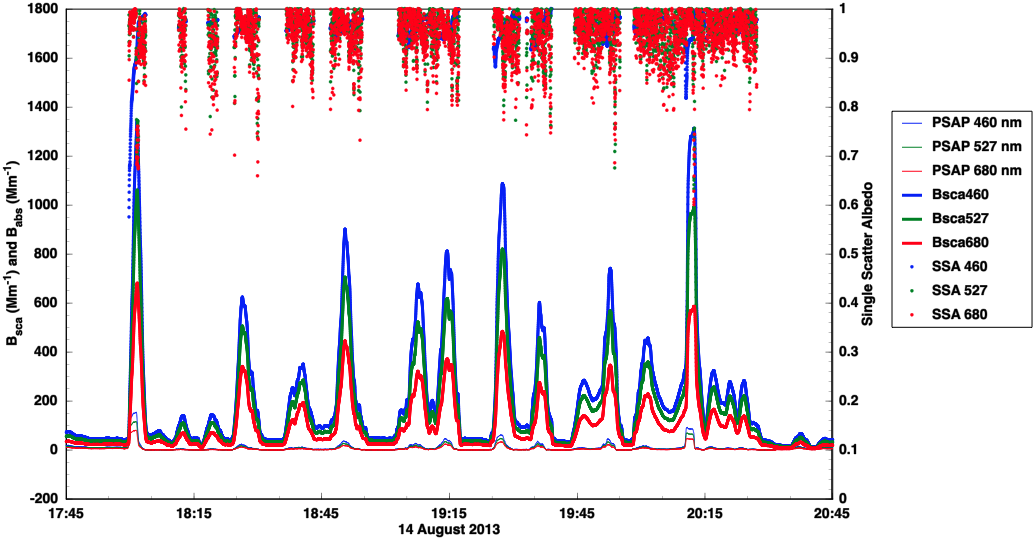 1800
1600
1400
1200
1000
800
600
400
200
0
-200
B_sca (Mm⁻¹) and B_abs (Mm⁻¹)
17:45
18:15
18:45
19:15
19:45
20:15
20:45
14 August 2013
1
0.9
0.8
0.7
0.6
0.5
0.4
0.3
0.2
0.1
0
Single Scatter Albedo
PSAP 460 nm
PSAP 527 nm
PSAP 680 nm
Bsca460
Bsca527
Bsca680
SSA 460
SSA 527
SSA 680